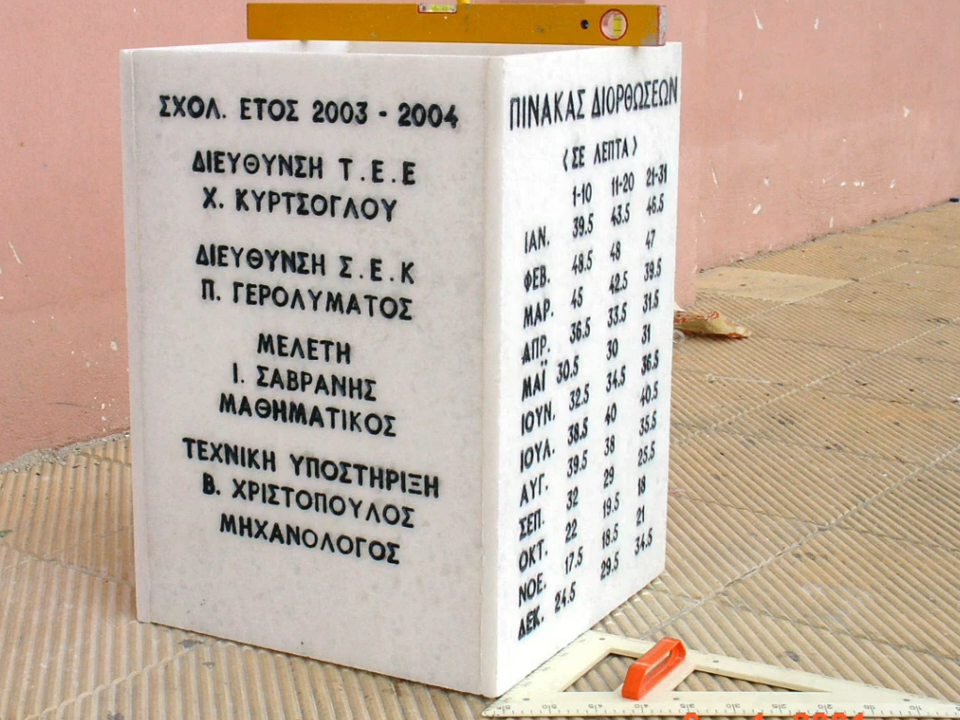 ΣΧΟΛ. ΕΤΟΣ 2003 - 2004
ΔΙΕΥΘΥΝΣΗ Τ.Ε.Ε
Χ. ΚΥΡΤΣΟΓΛΟΥ
ΔΙΕΥΘΥΝΣΗ Σ.Ε.Κ
Π. ΓΕΡΟΛΥΜΑΤΟΣ
ΜΕΛΕΤΗ
Ι. ΣΑΒΡΑΝΗΣ
ΜΑΘΗΜΑΤΙΚΟΣ
ΤΕΧΝΙΚΗ ΥΠΟΣΤΗΡΙΞΗ
Β. ΧΡΙΣΤΟΠΟΥΛΟΣ
ΜΗΧΑΝΟΛΟΓΟΣ
ΠΙΝΑΚΑΣ ΔΙΟΡΘΩΣΕΩΝ
(ΣΕ ΛΕΠΤΑ)
1-10 11-20 21-31
ΙΑΝ. 39.5 43.5 46.5
ΦΕΒ. 48.5 48 47
ΜΑΡ. 45 42.5 39.5
ΑΠΡ. 36.5 33.5 31.5
ΜΑΪ 30.5 30 31
ΙΟΥΝ. 32.5 34.5 36.5
ΙΟΥΛ. 38.5 40 40.5
ΑΥΓ. 39.5 38 35.5
ΣΕΠ. 32 29 25.5
ΟΚΤ. 22 19.5 18
ΝΟΕ. 17.5 18.5 21
ΔΕΚ. 24.5 29.5 34.5